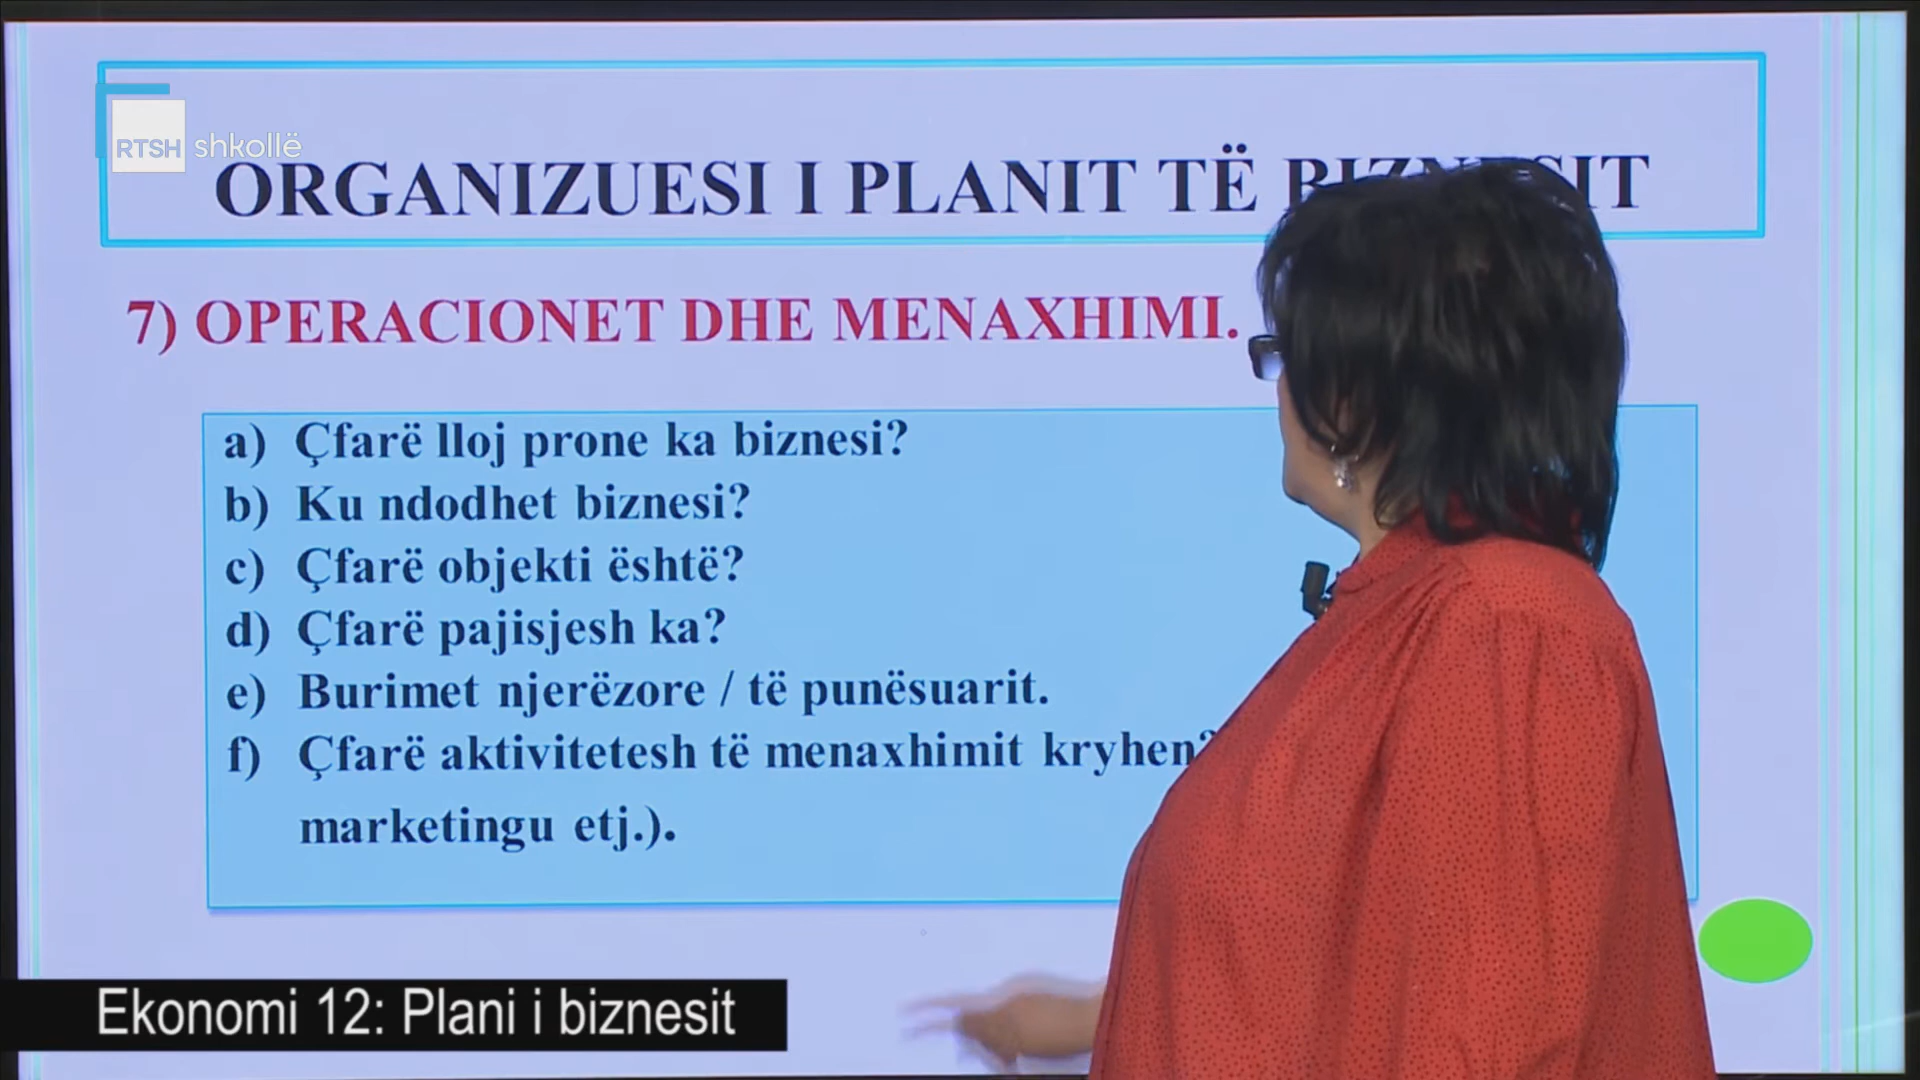 RTSH shkollë
ORGANIZUESI I PLANIT TË
7) OPERACIONET DHE MENAXHIMI.
a) Çfarë lloj prone ka biznesi?
b) Ku ndodhet biznesi?
c) Çfarë objekti është?
d) Çfarë pajisjesh ka?
e) Burimet njerëzore / të punësuarit.
f) Çfarë aktivitetesh të menaxhimit kryhen?
marketingu etj.).
Ekonomi 12: Plani i biznesit